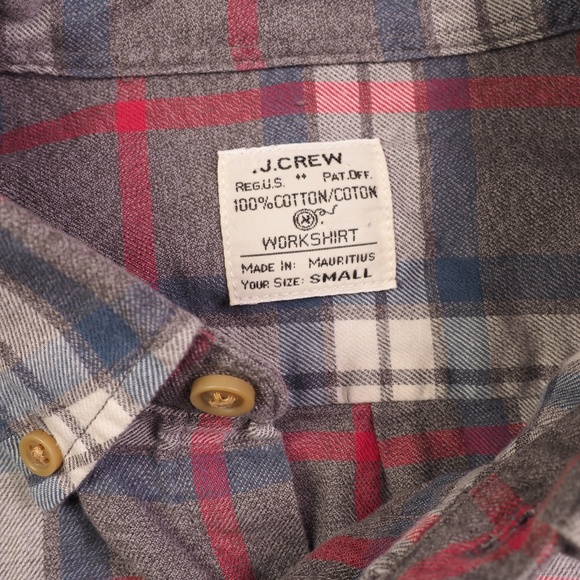 .J.CREW
REG.U.S. PAT.OFF.
100%COTTON/COTON
WORKSHIRT
MADE IN: MAURITIUS
YOUR SIZE: SMALL